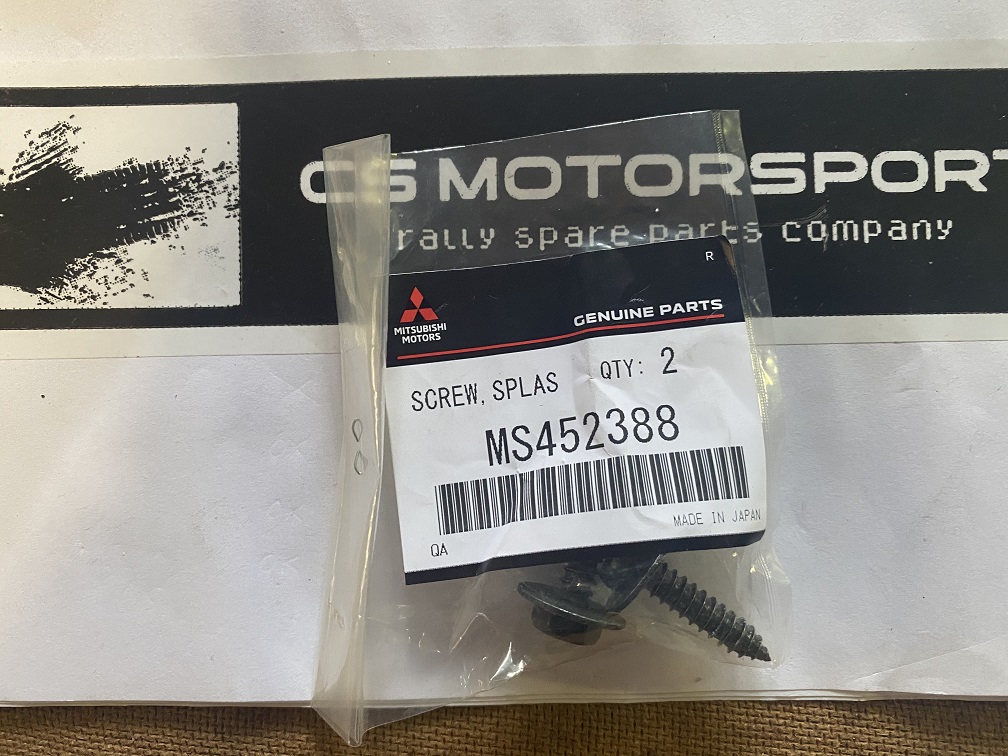 CS MOTORSPORT
rally spare parts company
R
MITSUBISHI
MOTORS
GENUINE PARTS
SCREW, SPLAS QTY: 2
MS452388
MADE IN JAPAN
QA